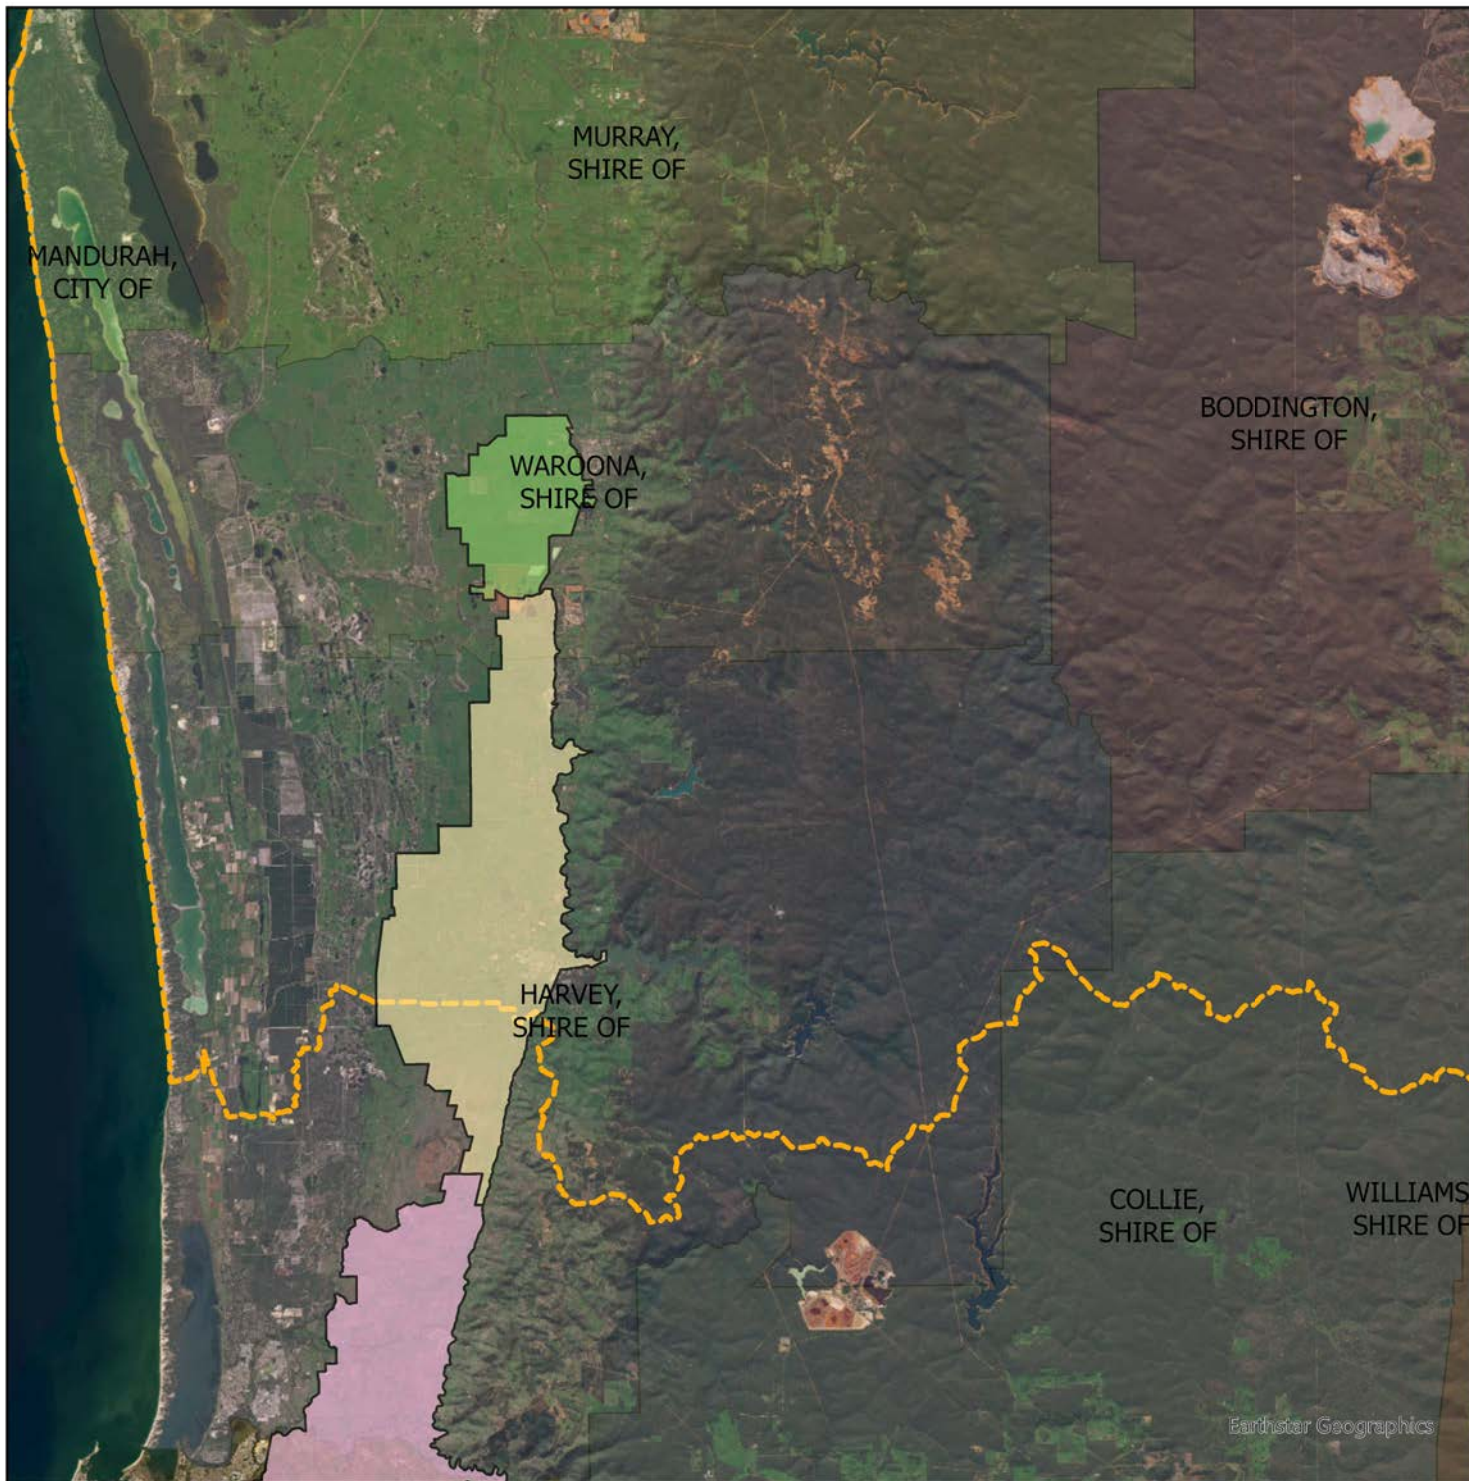 MURRAY,
SHIRE OF
MANDURAH,
CITY OF
BODDINGTON,
SHIRE OF
WAROONA,
SHIRE OF
HARVEY,
SHIRE OF
COLLIE,
SHIRE OF
WILLIAMS
SHIRE OF
Earthstar Geographics